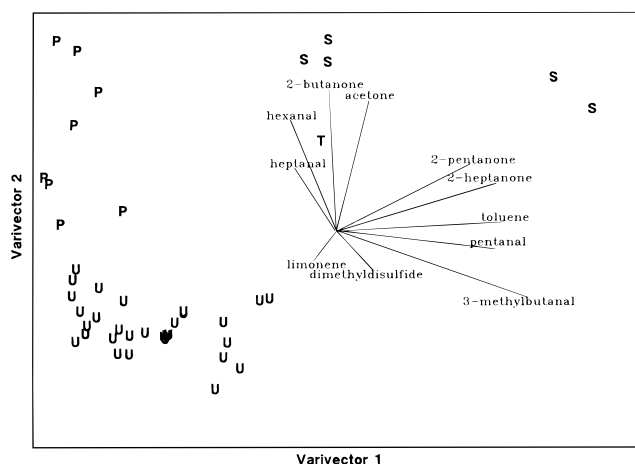 P S
P S S
S
2-butanone
P acetone
S
hexanal
P
T
2-pentanone
heptanal
P 2-heptanone
P
P
toluene
P
pentanal
limonene
U
dimethyldisulfide
U
U
U
U U U
3-methylbutanal
U U
U
U U
U U
U U
U U
U U
U U
U
U
U
Varivector 2
Varivector 1